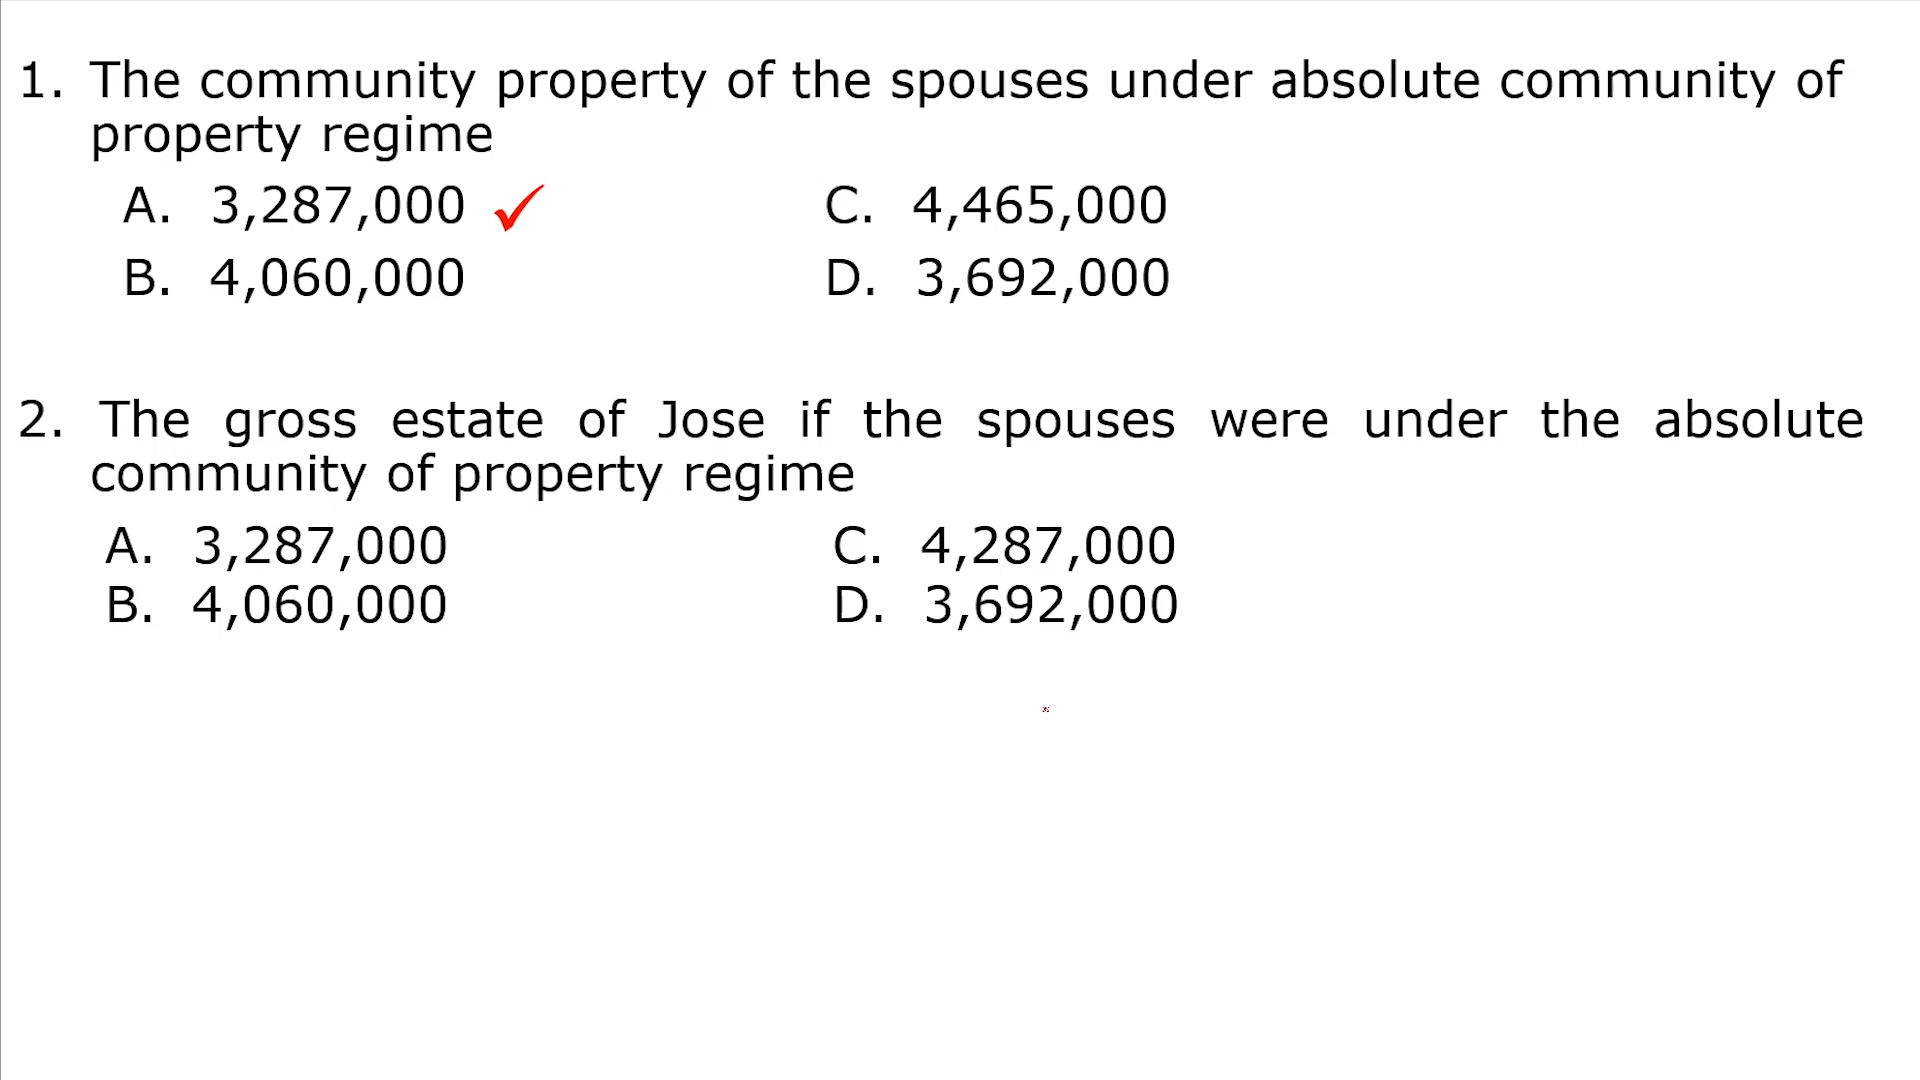 1. The community property of the spouses under absolute community of
property regime
A. 3,287,000 ✓ C. 4,465,000
B. 4,060,000 D. 3,692,000
2. The gross estate of Jose if the spouses were under the absolute
community of property regime
A. 3,287,000 C. 4,287,000
B. 4,060,000 D. 3,692,000